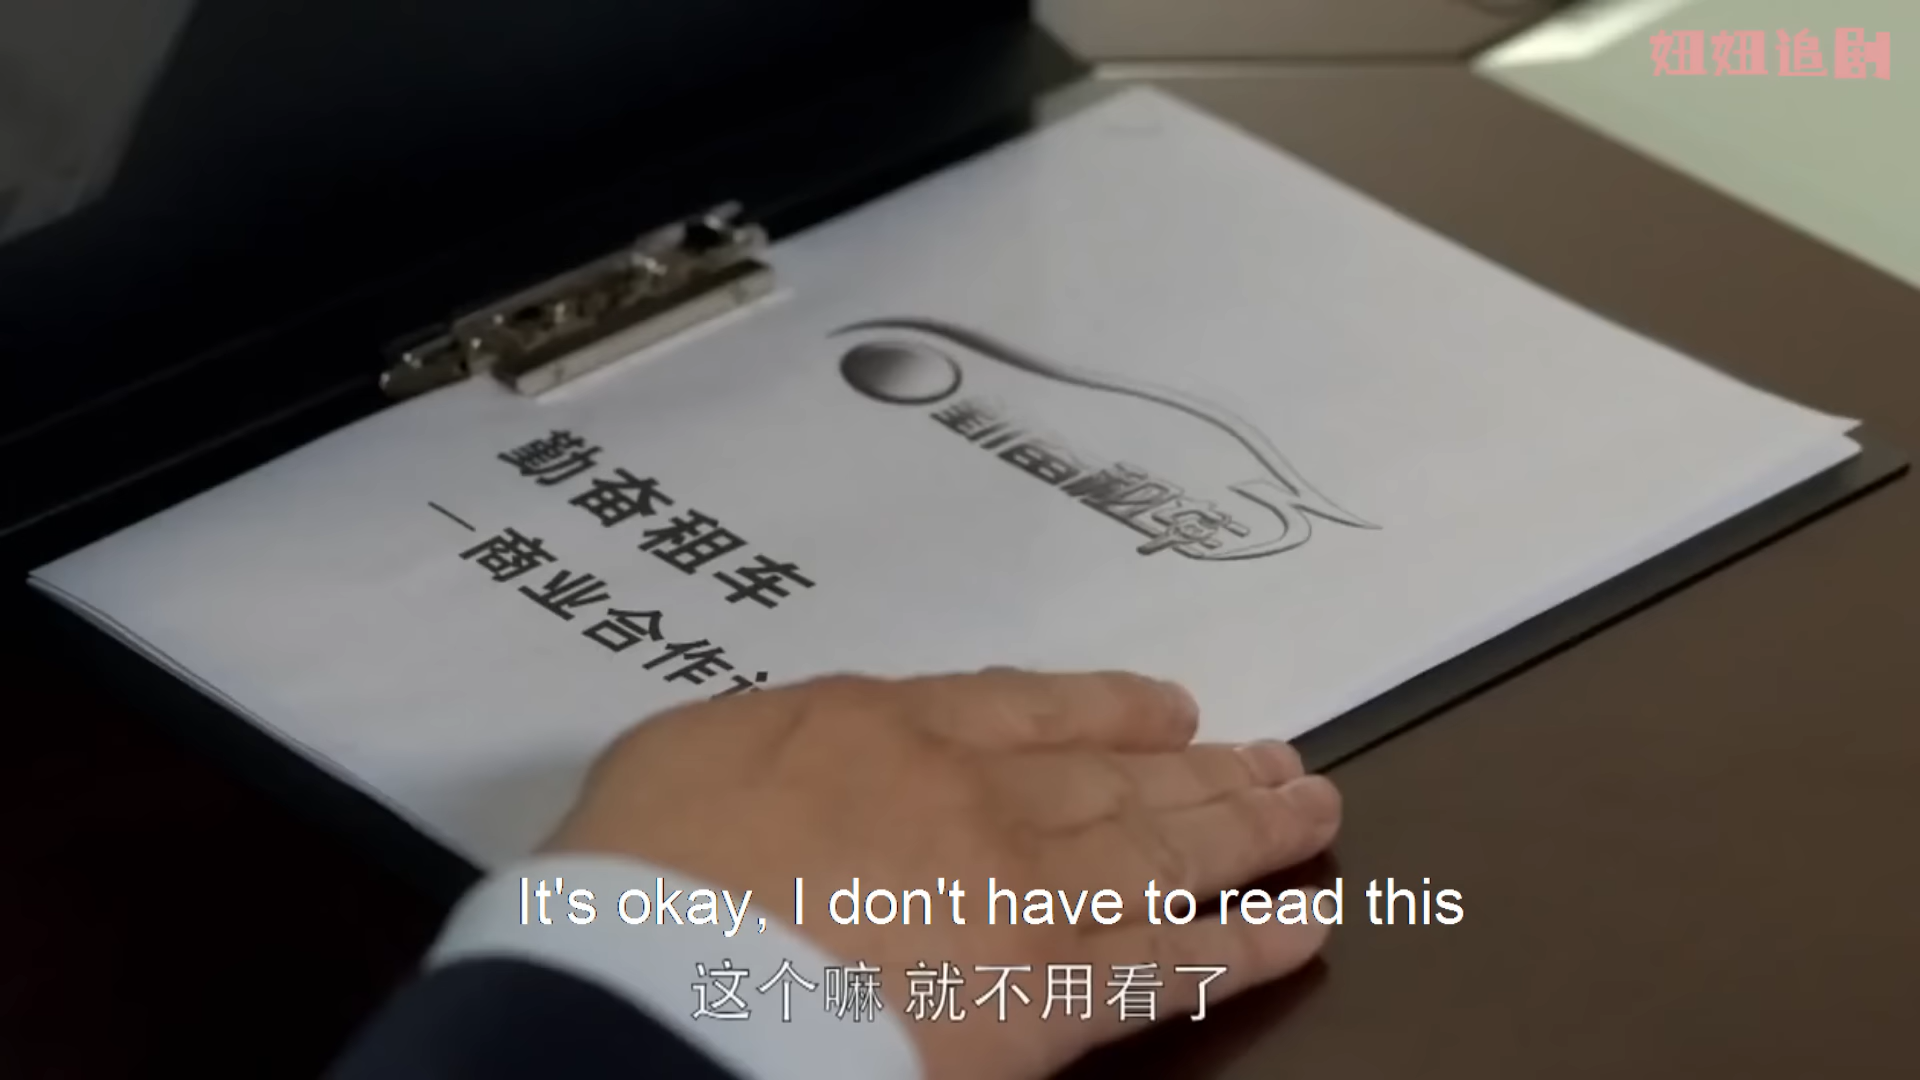 妞妞追剧
勤奋租车
—商业合作
It's okay, I don't have to read this
这个嘛 就不用看了